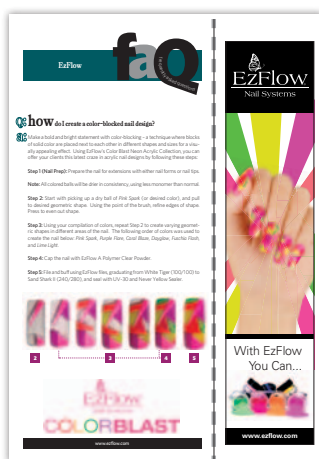 EzFlow
faQ
Q: how do I create a color-blocked nail design?
a: Make a bold and bright statement with color-blocking – a technique where blocks
of solid color are placed next to each other in different shapes and sizes for a visu-
ally appealing effect. Using EzFlow's Color Blast Neon Acrylic Collection, you can
offer your clients this latest craze in acrylic nail designs by following these steps:
Step 1 (Nail Prep): Prepare the nail for extensions with either nail forms or nail tips.
Note: All colored balls will be drier in consistency, using less monomer than normal.
Step 2: Start with picking up a dry ball of Pink Spark (or desired color), and pull
to desired geometric shape. Using the point of the brush, refine edges of shape.
Press to even out shape.
Step 3: Using your compilation of colors, repeat Step 2 to create varying geomet-
ric shapes in different areas of the nail. The following order of colors was used to
create the nail below: Pink Spark, Purple Flare, Coral Blaze, Dayglow, Fuschia Flash,
and Lime Light.
Step 4: Cap the nail with EzFlow A Polymer Clear Powder.
Step 5: File and buff using EzFlow files, graduating from White Tiger (100/100) to
Sand Shark II (240/280), and seal with UV-30 and Never Yellow Sealer.
2
3
4
5
EzFlow
Nail Systems
COLORBLAST
www.ezflow.com
EzFlow
Nail Systems
With EzFlow
You Can...
www.ezflow.com